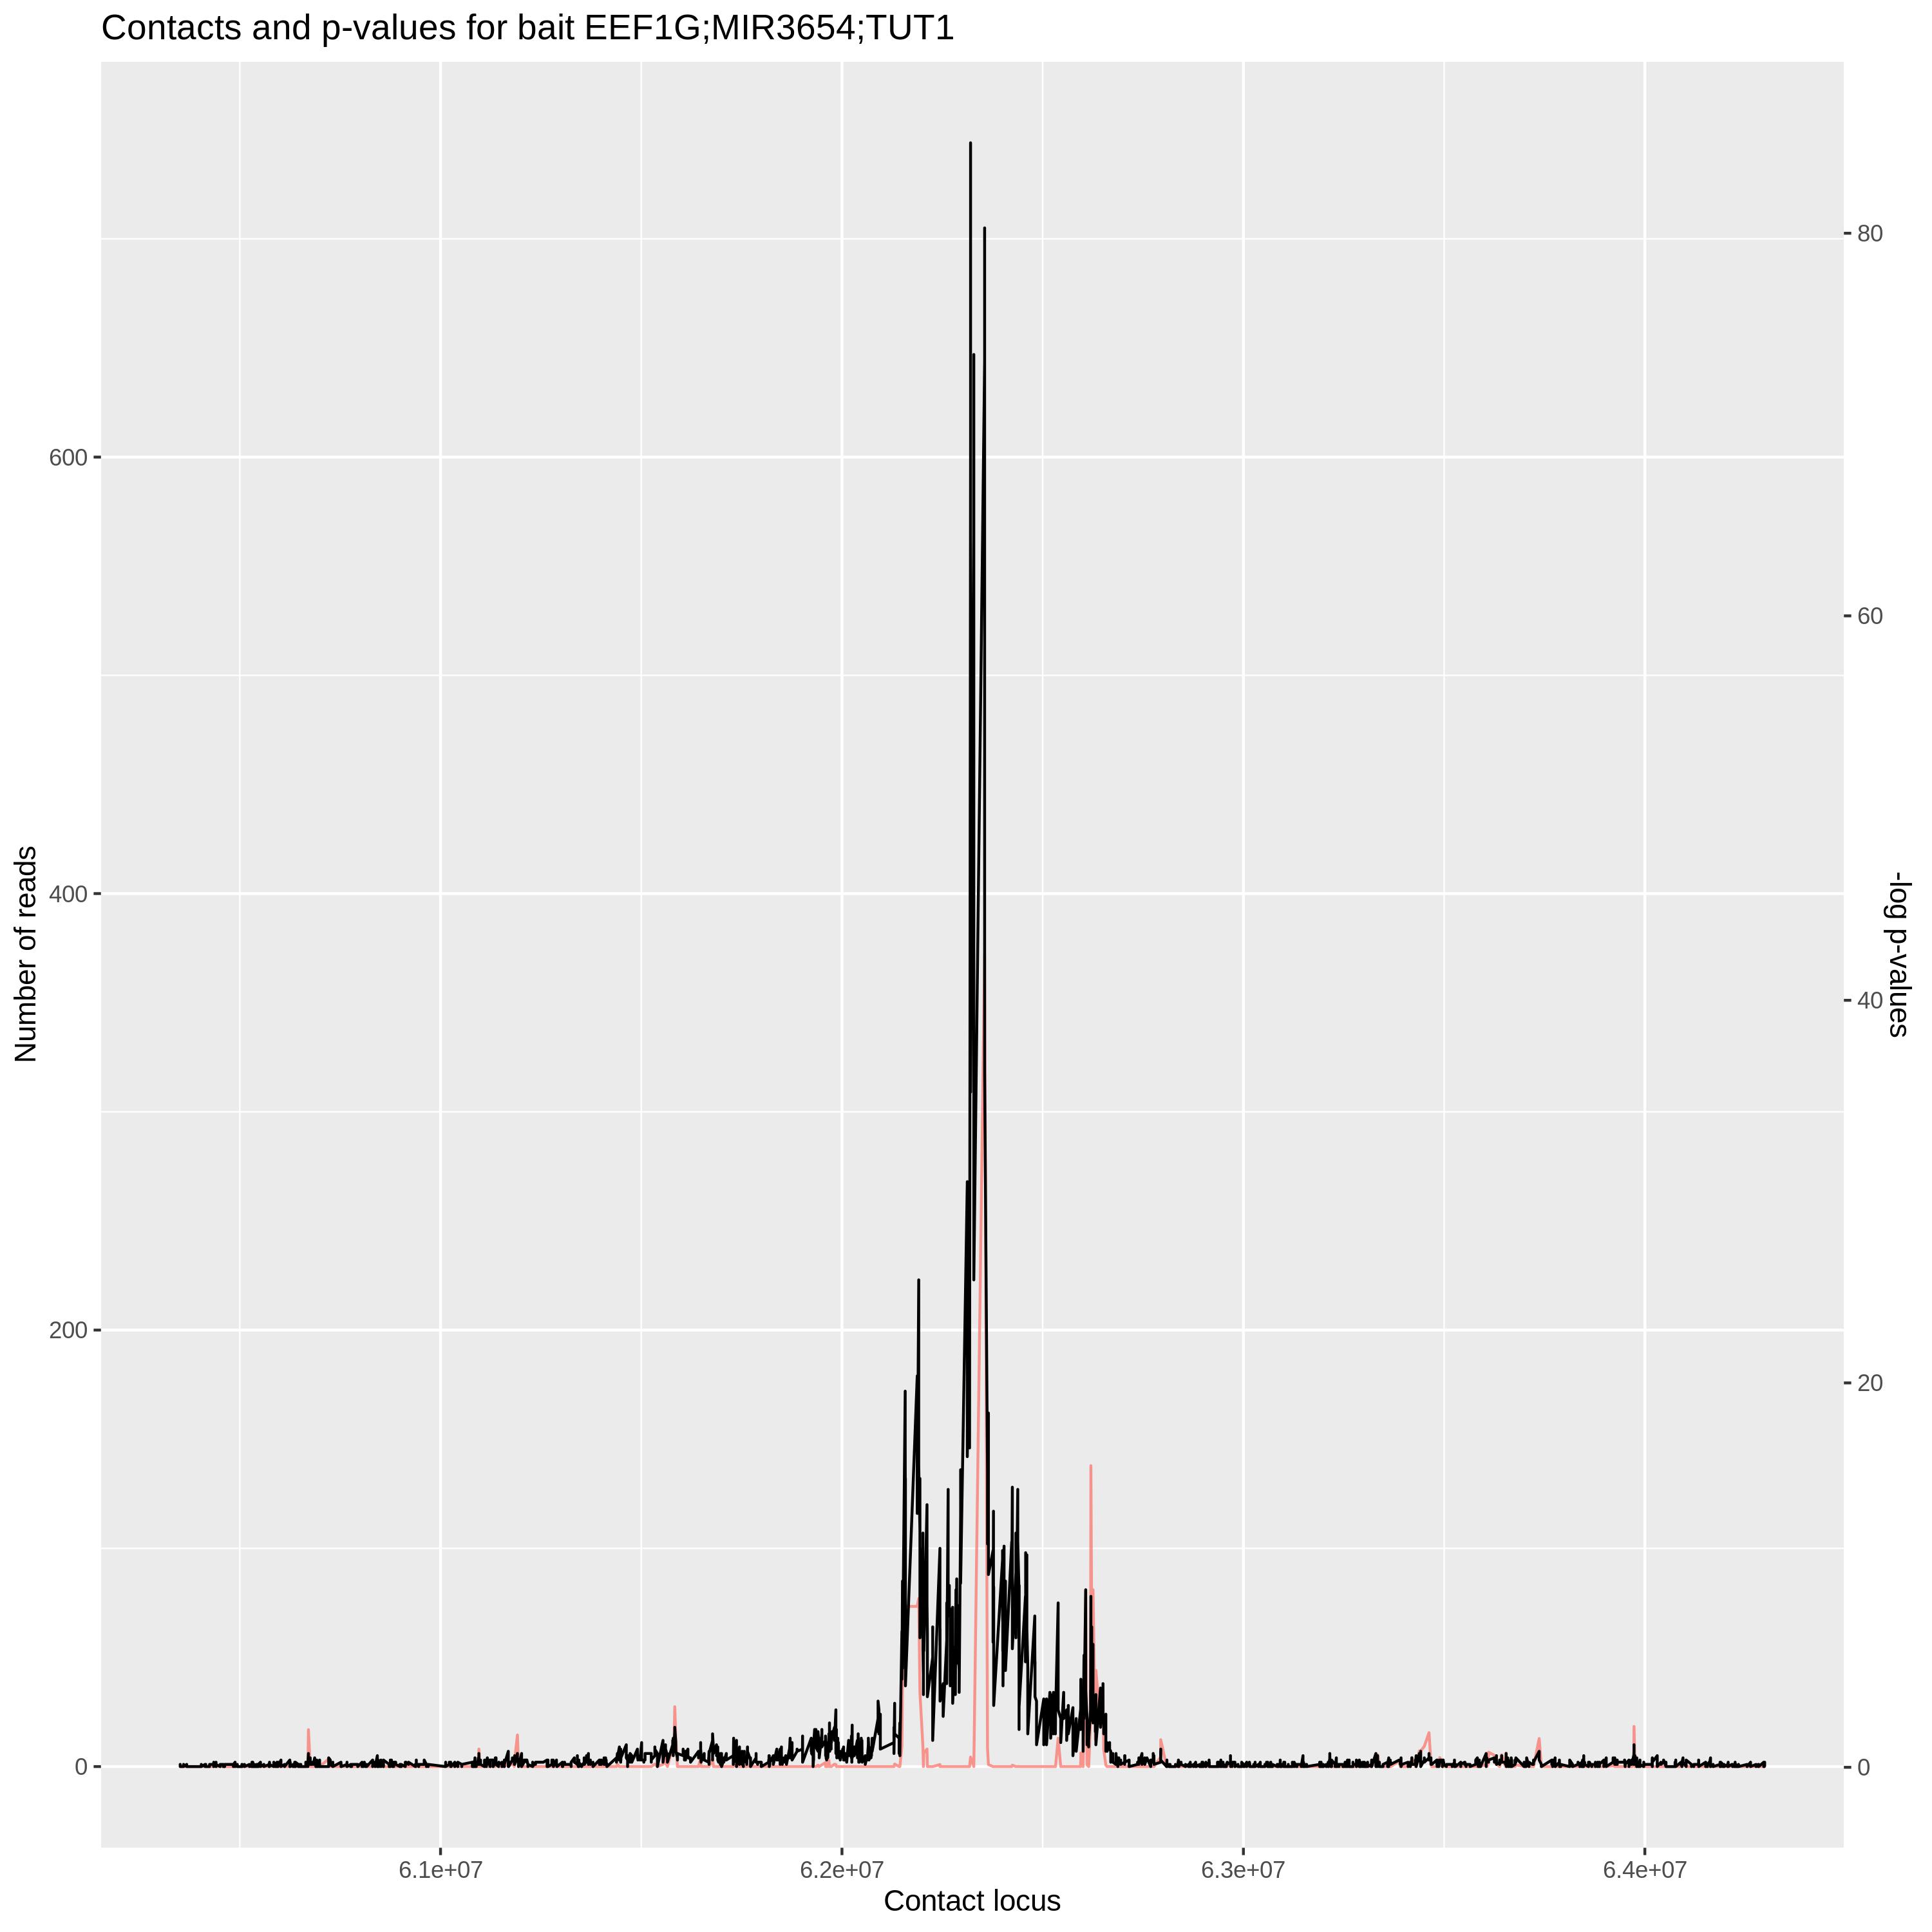 Contacts and p-values for bait EEF1G;MIR3654;TUT1
Number of reads
600
400
200
0
80
60
40
20
0
-log p-values
6.1e+07
6.2e+07
6.3e+07
6.4e+07
Contact locus